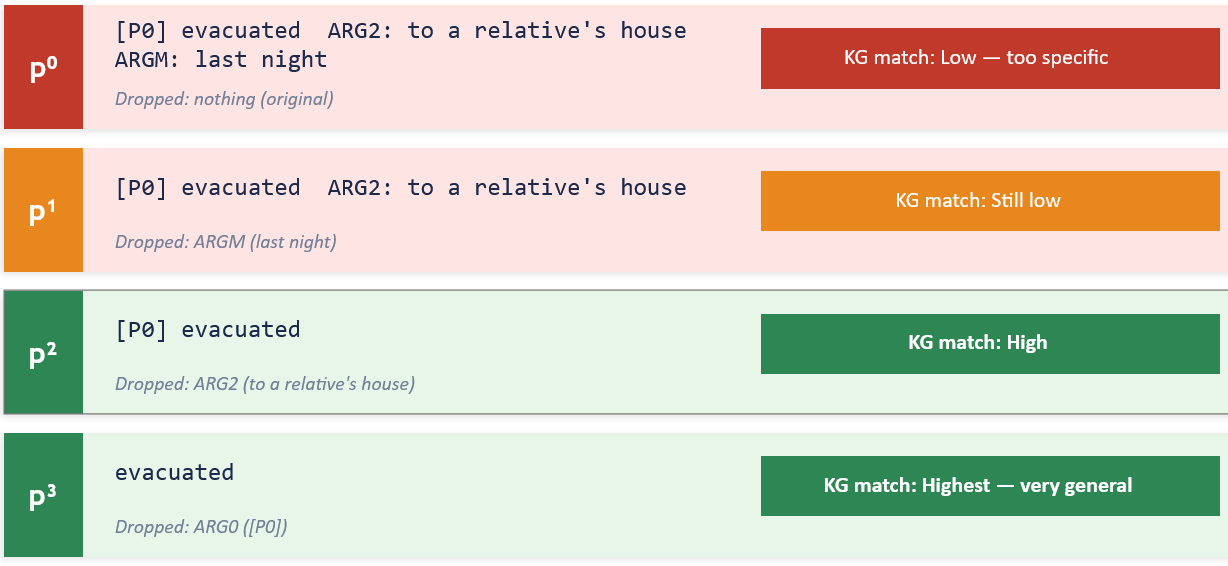 p⁰
[P0] evacuated  ARG2: to a relative's house
ARGM: last night
Dropped: nothing (original)
KG match: Low — too specific
p¹
[P0] evacuated  ARG2: to a relative's house
Dropped: ARGM (last night)
KG match: Still low
p²
[P0] evacuated
Dropped: ARG2 (to a relative's house)
KG match: High
p³
evacuated
Dropped: ARG0 ([P0])
KG match: Highest — very general